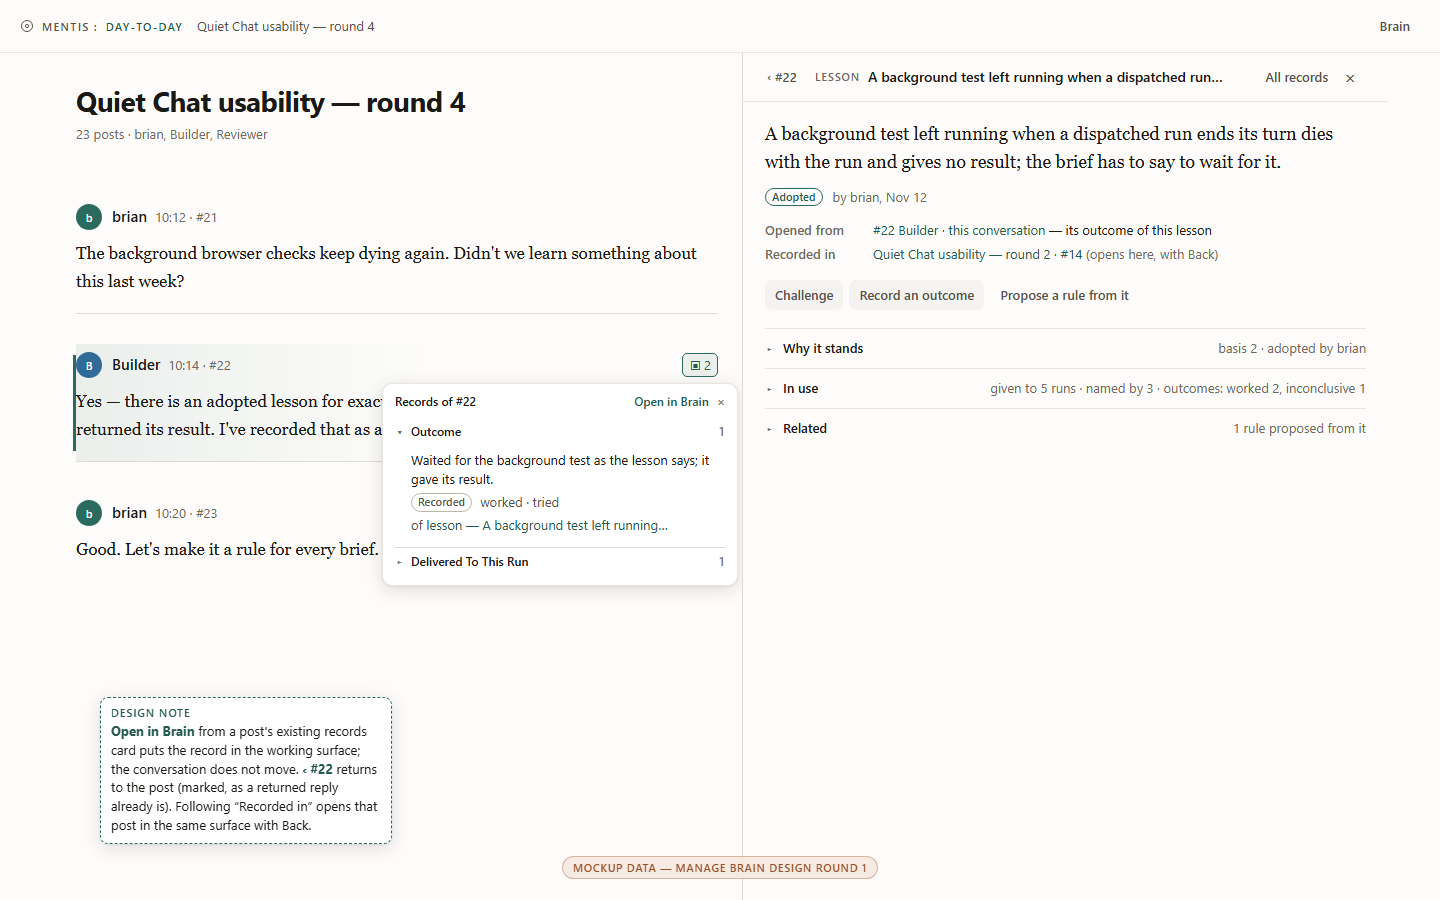 MENTIS : DAY-TO-DAY Quiet Chat usability — round 4
Brain
Quiet Chat usability — round 4
23 posts · brian, Builder, Reviewer
b brian 10:12 · #21
The background browser checks keep dying again. Didn't we learn something about
this last week?
B Builder 10:14 · #22
2
Yes — there is an adopted lesson for exac
returned its result. I've recorded that as a
Records of #22 Open in Brain ×
Outcome 1
Waited for the background test as the lesson says; it
gave its result.
Recorded worked · tried
of lesson — A background test left running...
Delivered To This Run 1
b brian 10:20 · #23
Good. Let's make it a rule for every brief.
DESIGN NOTE
Open in Brain from a post's existing records
card puts the record in the working surface;
the conversation does not move. ‹ #22 returns
to the post (marked, as a returned reply
already is). Following “Recorded in” opens that
post in the same surface with Back.
‹ #22 LESSON A background test left running when a dispatched run... All records ×
A background test left running when a dispatched run ends its turn dies
with the run and gives no result; the brief has to say to wait for it.
Adopted by brian, Nov 12
Opened from #22 Builder · this conversation — its outcome of this lesson
Recorded in Quiet Chat usability — round 2 · #14 (opens here, with Back)
Challenge Record an outcome Propose a rule from it
Why it stands basis 2 · adopted by brian
In use given to 5 runs · named by 3 · outcomes: worked 2, inconclusive 1
Related 1 rule proposed from it
MOCKUP DATA — MANAGE BRAIN DESIGN ROUND 1